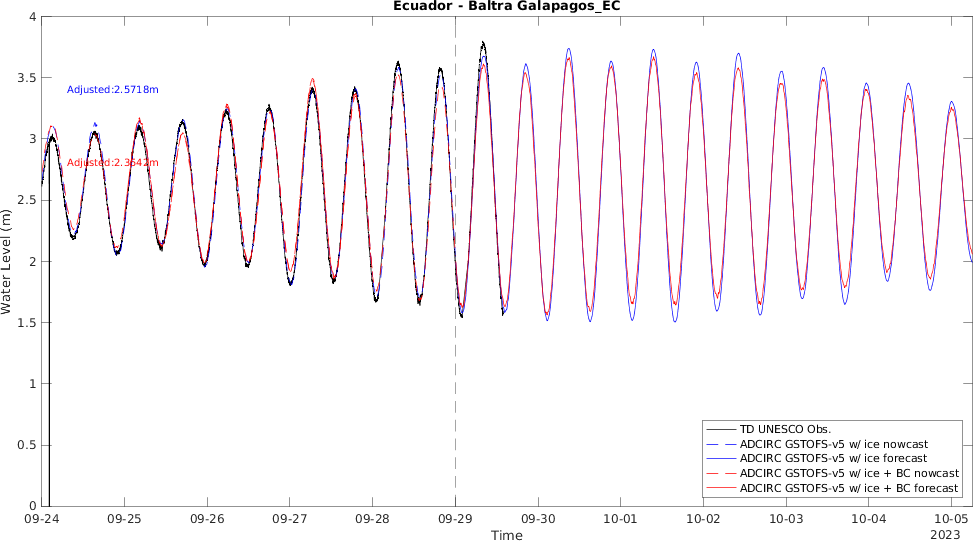 Ecuador - Baltra Galapagos_EC
4
3.5
3
2.5
2
1.5
1
0.5
0
Water Level (m)
Adjusted:2.5718m
Adjusted:2.3542m
TD UNESCO Obs.
ADCIRC GSTOFS-v5 w/ ice nowcast
ADCIRC GSTOFS-v5 w/ ice forecast
ADCIRC GSTOFS-v5 w/ ice + BC nowcast
ADCIRC GSTOFS-v5 w/ ice + BC forecast
09-24 09-25 09-26 09-27 09-28 09-29 09-30 10-01 10-02 10-03 10-04 10-05
Time
2023